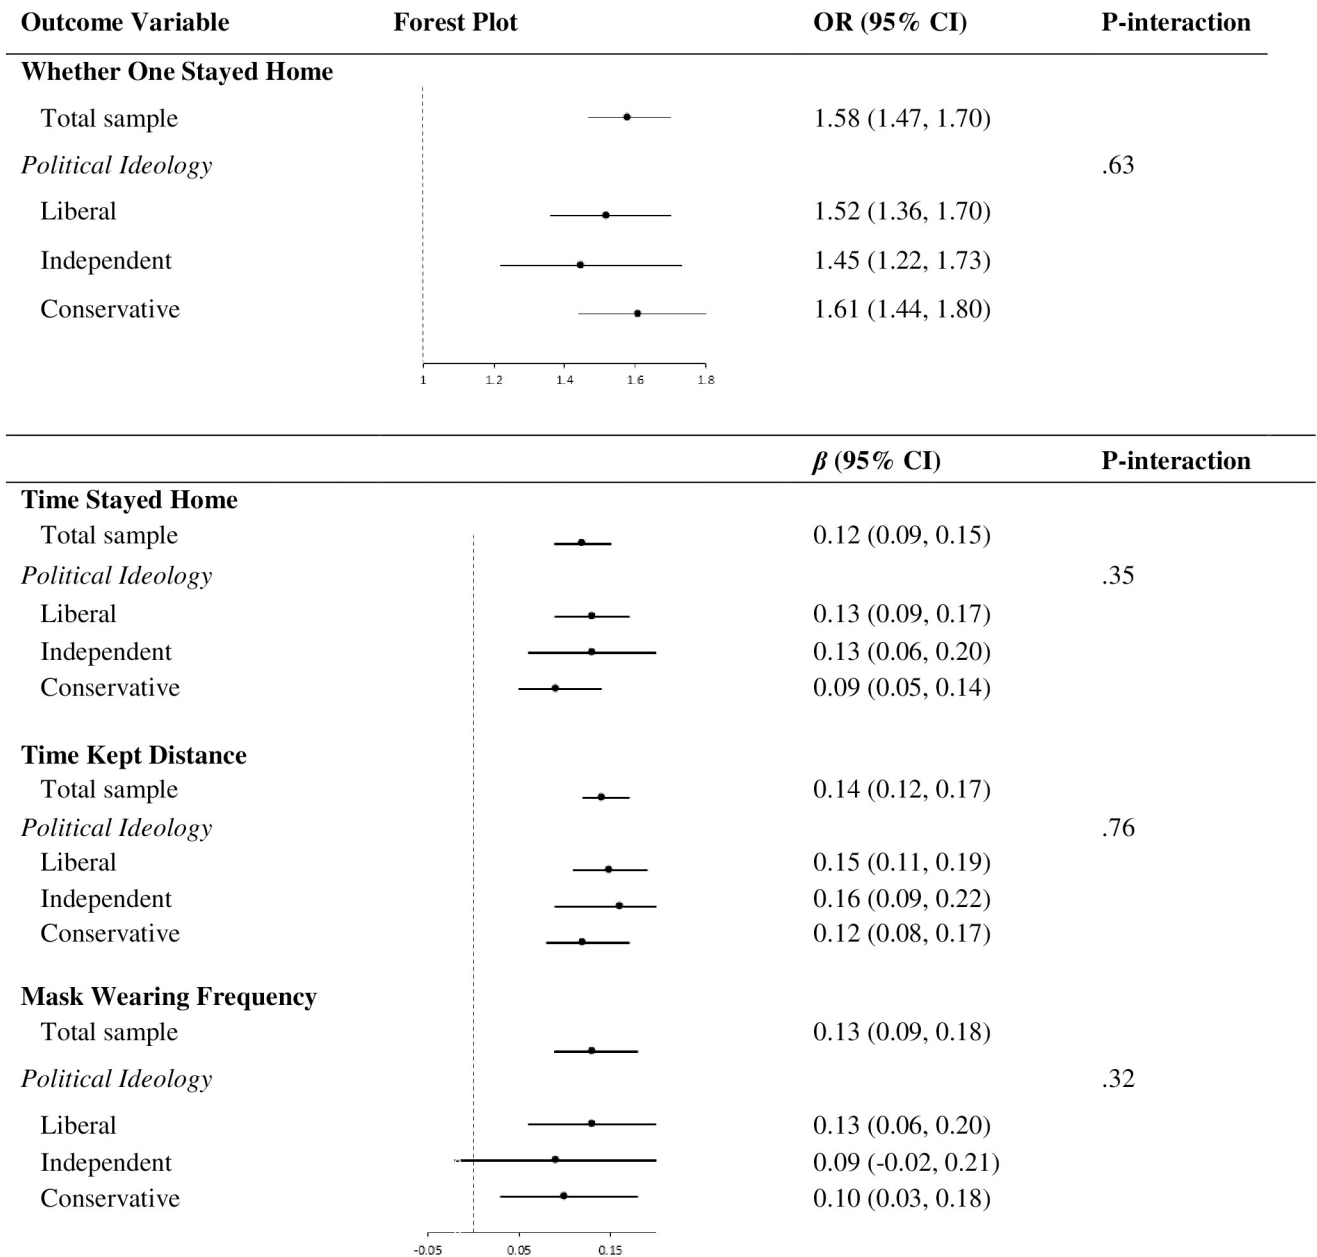 Outcome Variable Forest Plot OR (95% CI) P-interaction
Whether One Stayed Home
Total sample 1.58 (1.47, 1.70)
Political Ideology .63
Liberal 1.52 (1.36, 1.70)
Independent 1.45 (1.22, 1.73)
Conservative 1.61 (1.44, 1.80)
1 1.2 1.4 1.6 1.8
β (95% CI) P-interaction
Time Stayed Home
Total sample 0.12 (0.09, 0.15)
Political Ideology .35
Liberal 0.13 (0.09, 0.17)
Independent 0.13 (0.06, 0.20)
Conservative 0.09 (0.05, 0.14)
Time Kept Distance
Total sample 0.14 (0.12, 0.17)
Political Ideology .76
Liberal 0.15 (0.11, 0.19)
Independent 0.16 (0.09, 0.22)
Conservative 0.12 (0.08, 0.17)
Mask Wearing Frequency
Total sample 0.13 (0.09, 0.18)
Political Ideology .32
Liberal 0.13 (0.06, 0.20)
Independent 0.09 (-0.02, 0.21)
Conservative 0.10 (0.03, 0.18)
-0.05 0.05 0.15